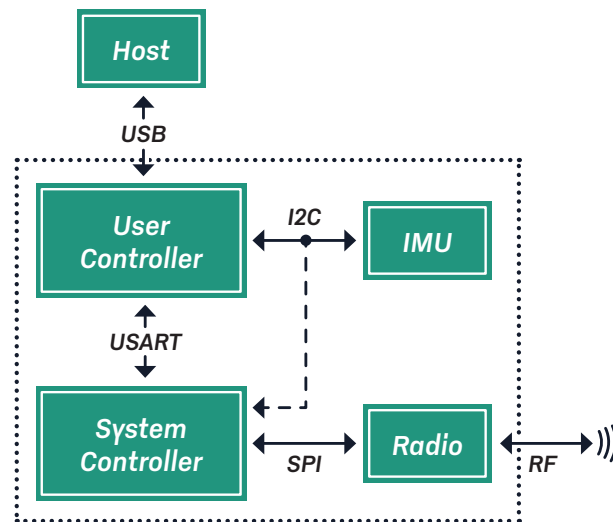 Host
USB
User
Controller
I2C
IMU
USART
System
Controller
SPI
Radio
RF